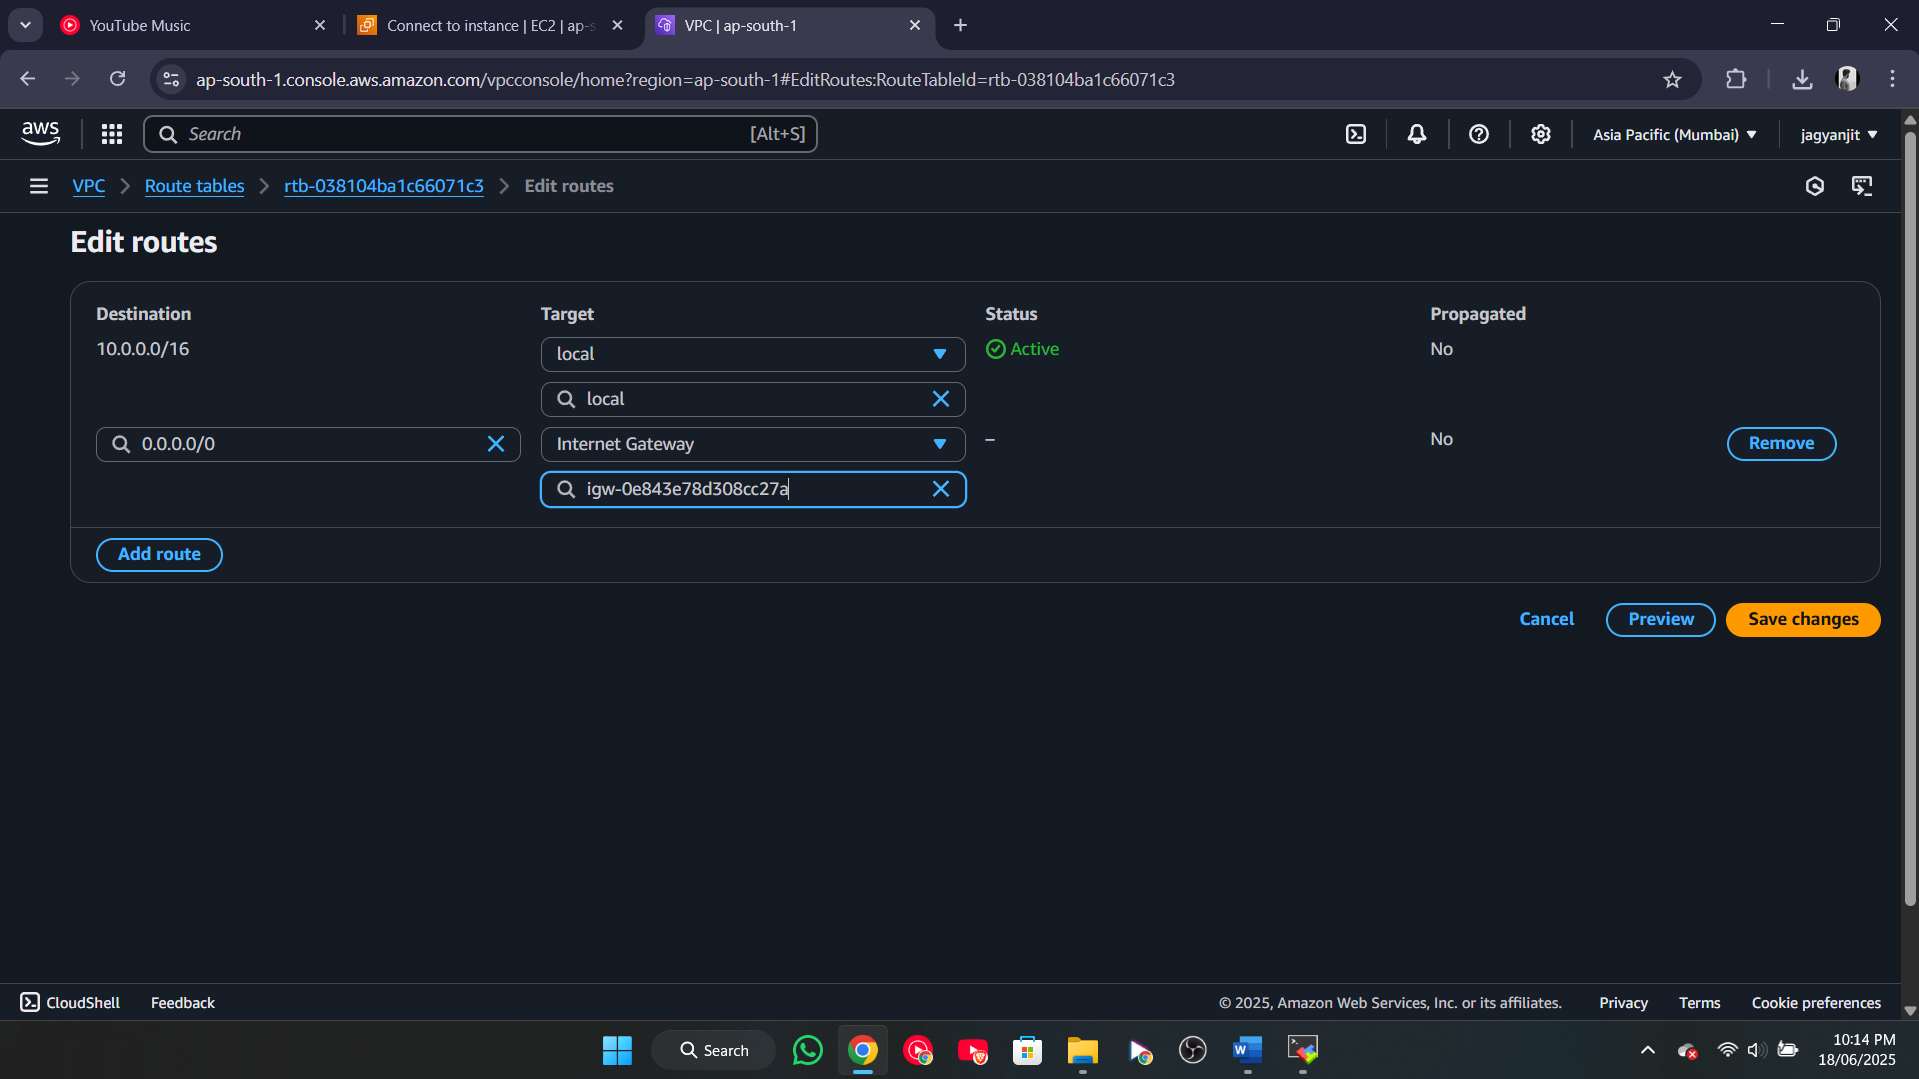 YouTube Music
Connect to instance | EC2 | ap-s
VPC | ap-south-1
ap-south-1.console.aws.amazon.com/vpcconsole/home?region=ap-south-1#EditRoutes:RouteTableId=rtb-038104ba1c66071c3
aws
Search
[Alt+S]
Asia Pacific (Mumbai)
jagyanjit
VPC
Route tables
rtb-038104ba1c66071c3
Edit routes
Edit routes
Destination
Target
Status
Propagated
10.0.0.0/16
local
Active
No
local
0.0.0.0/0
Internet Gateway
–
No
Remove
igw-0e843e78d308cc27a
Add route
Cancel
Preview
Save changes
CloudShell
Feedback
© 2025, Amazon Web Services, Inc. or its affiliates.
Privacy
Terms
Cookie preferences
Search
10:14 PM
18/06/2025